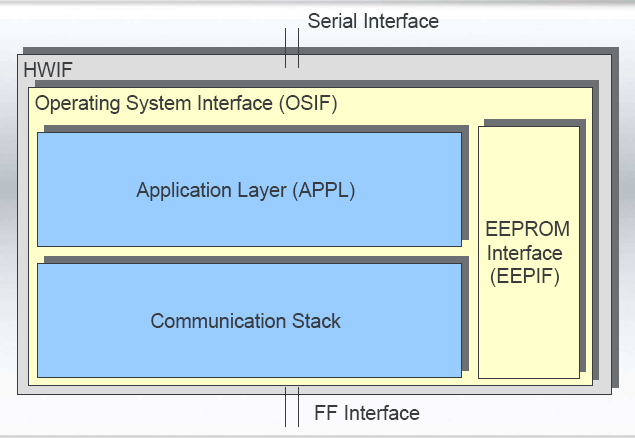 Serial Interface
HWIF
Operating System Interface (OSIF)
Application Layer (APPL)
EEPROM
Interface
(EEPIF)
Communication Stack
FF Interface